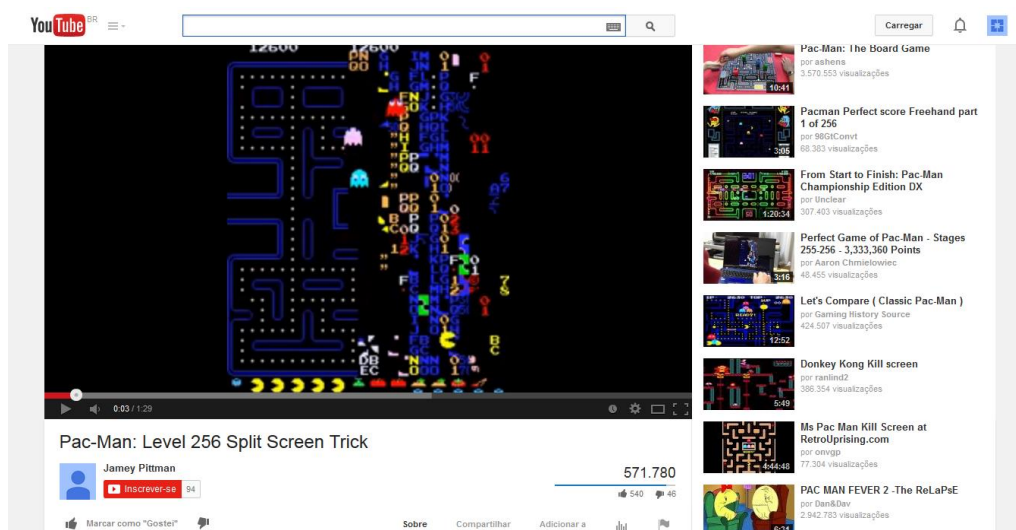 YouTube BR
Carregar
12600 12600
0:03 / 1:29
Pac-Man: Level 256 Split Screen Trick
Jamey Pittman
Inscrever-se 94
571.780
540 46
Marcar como "Gostei"
Sobre Compartilhar Adicionar a
Pac-Man: The Board Game
por ashens
3.570.553 visualizações
10:41
Pacman Perfect score Freehand part
1 of 256
por 98GtConvt
68.383 visualizações
3:05
From Start to Finish: Pac-Man
Championship Edition DX
por Unclear
307.403 visualizações
1:20:34
Perfect Game of Pac-Man - Stages
255-256 - 3,333,360 Points
por Aaron Chmielowiec
48.455 visualizações
3:16
Let's Compare ( Classic Pac-Man )
por Gaming History Source
424.507 visualizações
12:52
Donkey Kong Kill screen
por ranlind2
386.354 visualizações
5:49
Ms Pac Man Kill Screen at
RetroUprising.com
por onvgp
77.304 visualizações
4:44:48
PAC MAN FEVER 2 -The ReLaPsE
por Dan&Dav
2.942.783 visualizações
6:31